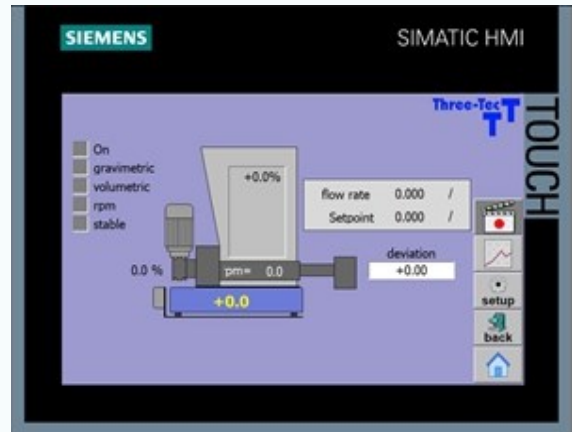 SIEMENS
SIMATIC HMI
TOUCH
Three-Tec
On
gravimetric
volumetric
rpm
stable
+0.0%
flow rate 0.000 /
Setpoint 0.000 /
deviation
+0.00
0.0 %
pm= 0.0
+0.0
setup
back